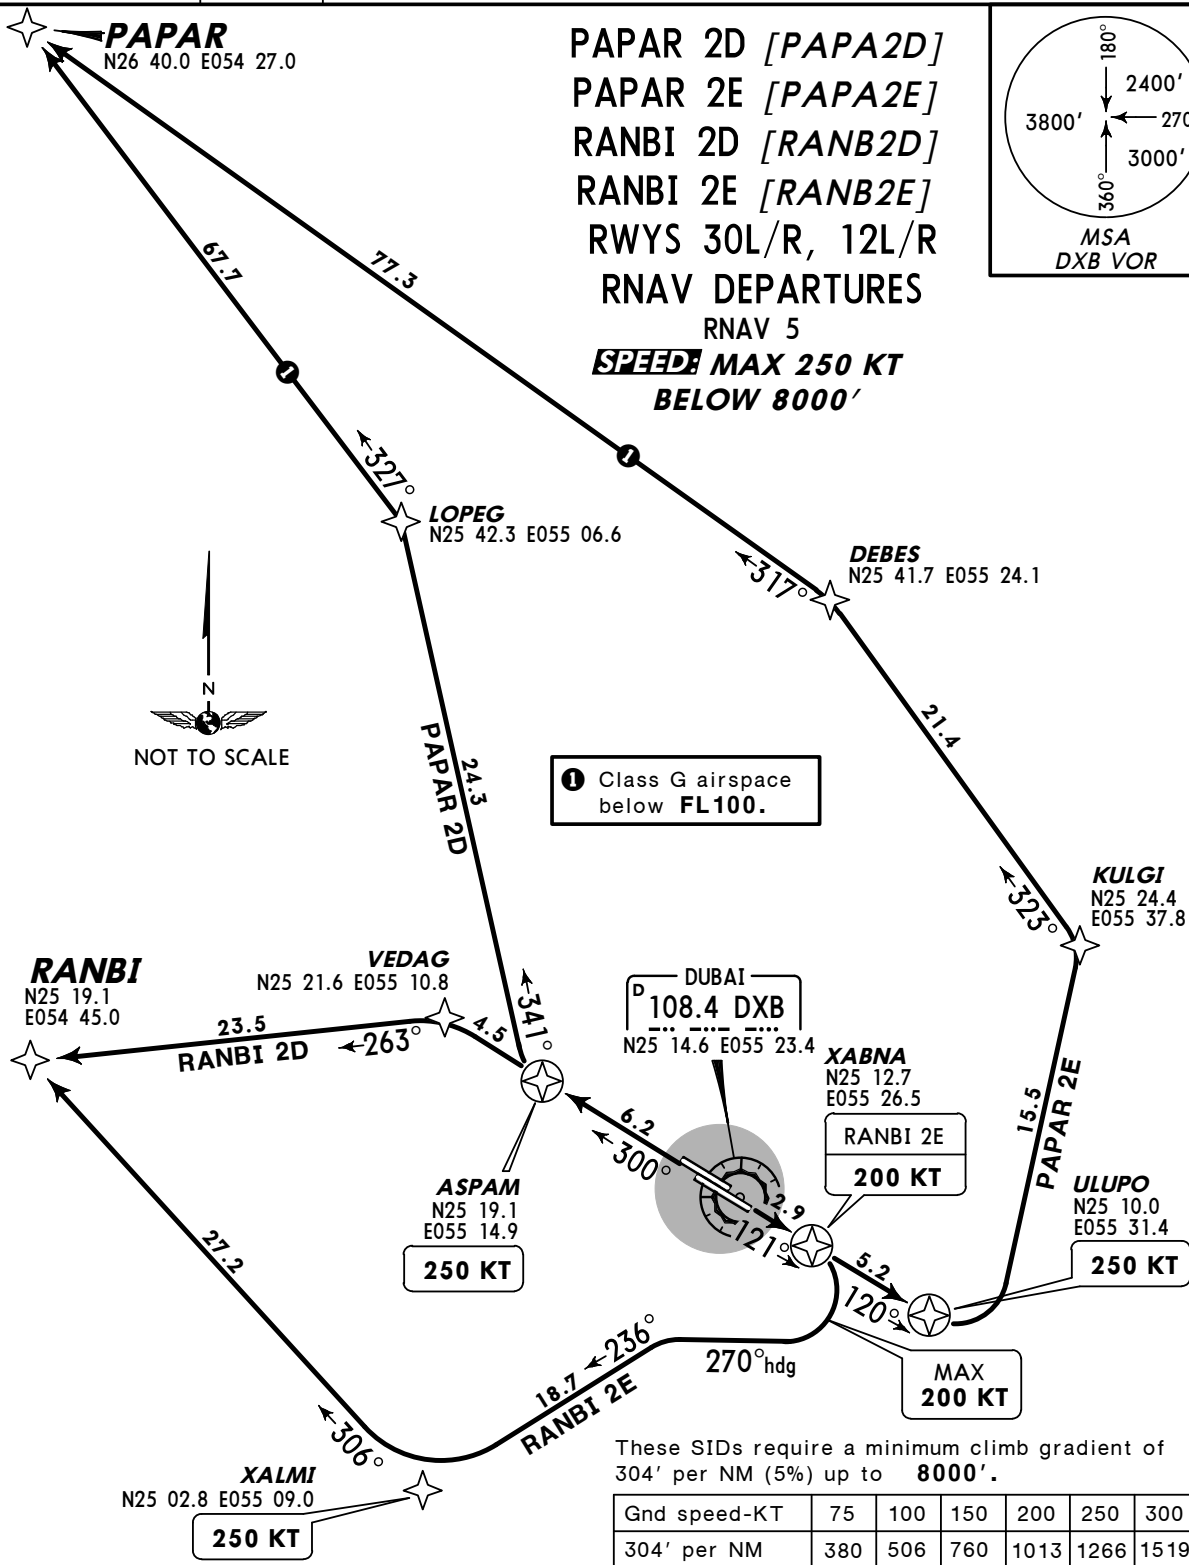 PAPAR
N26 40.0 E054 27.0
PAPAR 2D [PAPA2D]
PAPAR 2E [PAPA2E]
RANBI 2D [RANB2D]
RANBI 2E [RANB2E]
RWYS 30L/R, 12L/R
RNAV DEPARTURES
RNAV 5
SPEED: MAX 250 KT
BELOW 8000'
180°
2400'
3800'
270
3000'
360°
MSA
DXB VOR
67.7
77.3
1
1
327°
LOPEG
N25 42.3 E055 06.6
DEBES
N25 41.7 E055 24.1
317°
N
NOT TO SCALE
PAPAR 2D
24.3
21.4
1 Class G airspace
below FL100.
KULGI
N25 24.4
E055 37.8
323°
RANBI
N25 19.1
E054 45.0
VEDAG
N25 21.6 E055 10.8
23.5
RANBI 2D
263°
4.5
341°
DUBAI
D 108.4 DXB
N25 14.6 E055 23.4
XABNA
N25 12.7
E055 26.5
RANBI 2E
200 KT
15.5
PAPAR 2E
6.2
300°
ASPAM
N25 19.1
E055 14.9
250 KT
2.9
121°
ULUPO
N25 10.0
E055 31.4
250 KT
5.2
120°
27.2
236°
270° hdg
MAX
200 KT
18.7
RANBI 2E
306°
XALMI
N25 02.8 E055 09.0
250 KT
These SIDs require a minimum climb gradient of
304' per NM (5%) up to 8000'.
Gnd speed-KT 75 100 150 200 250 300
304' per NM 380 506 760 1013 1266 1519